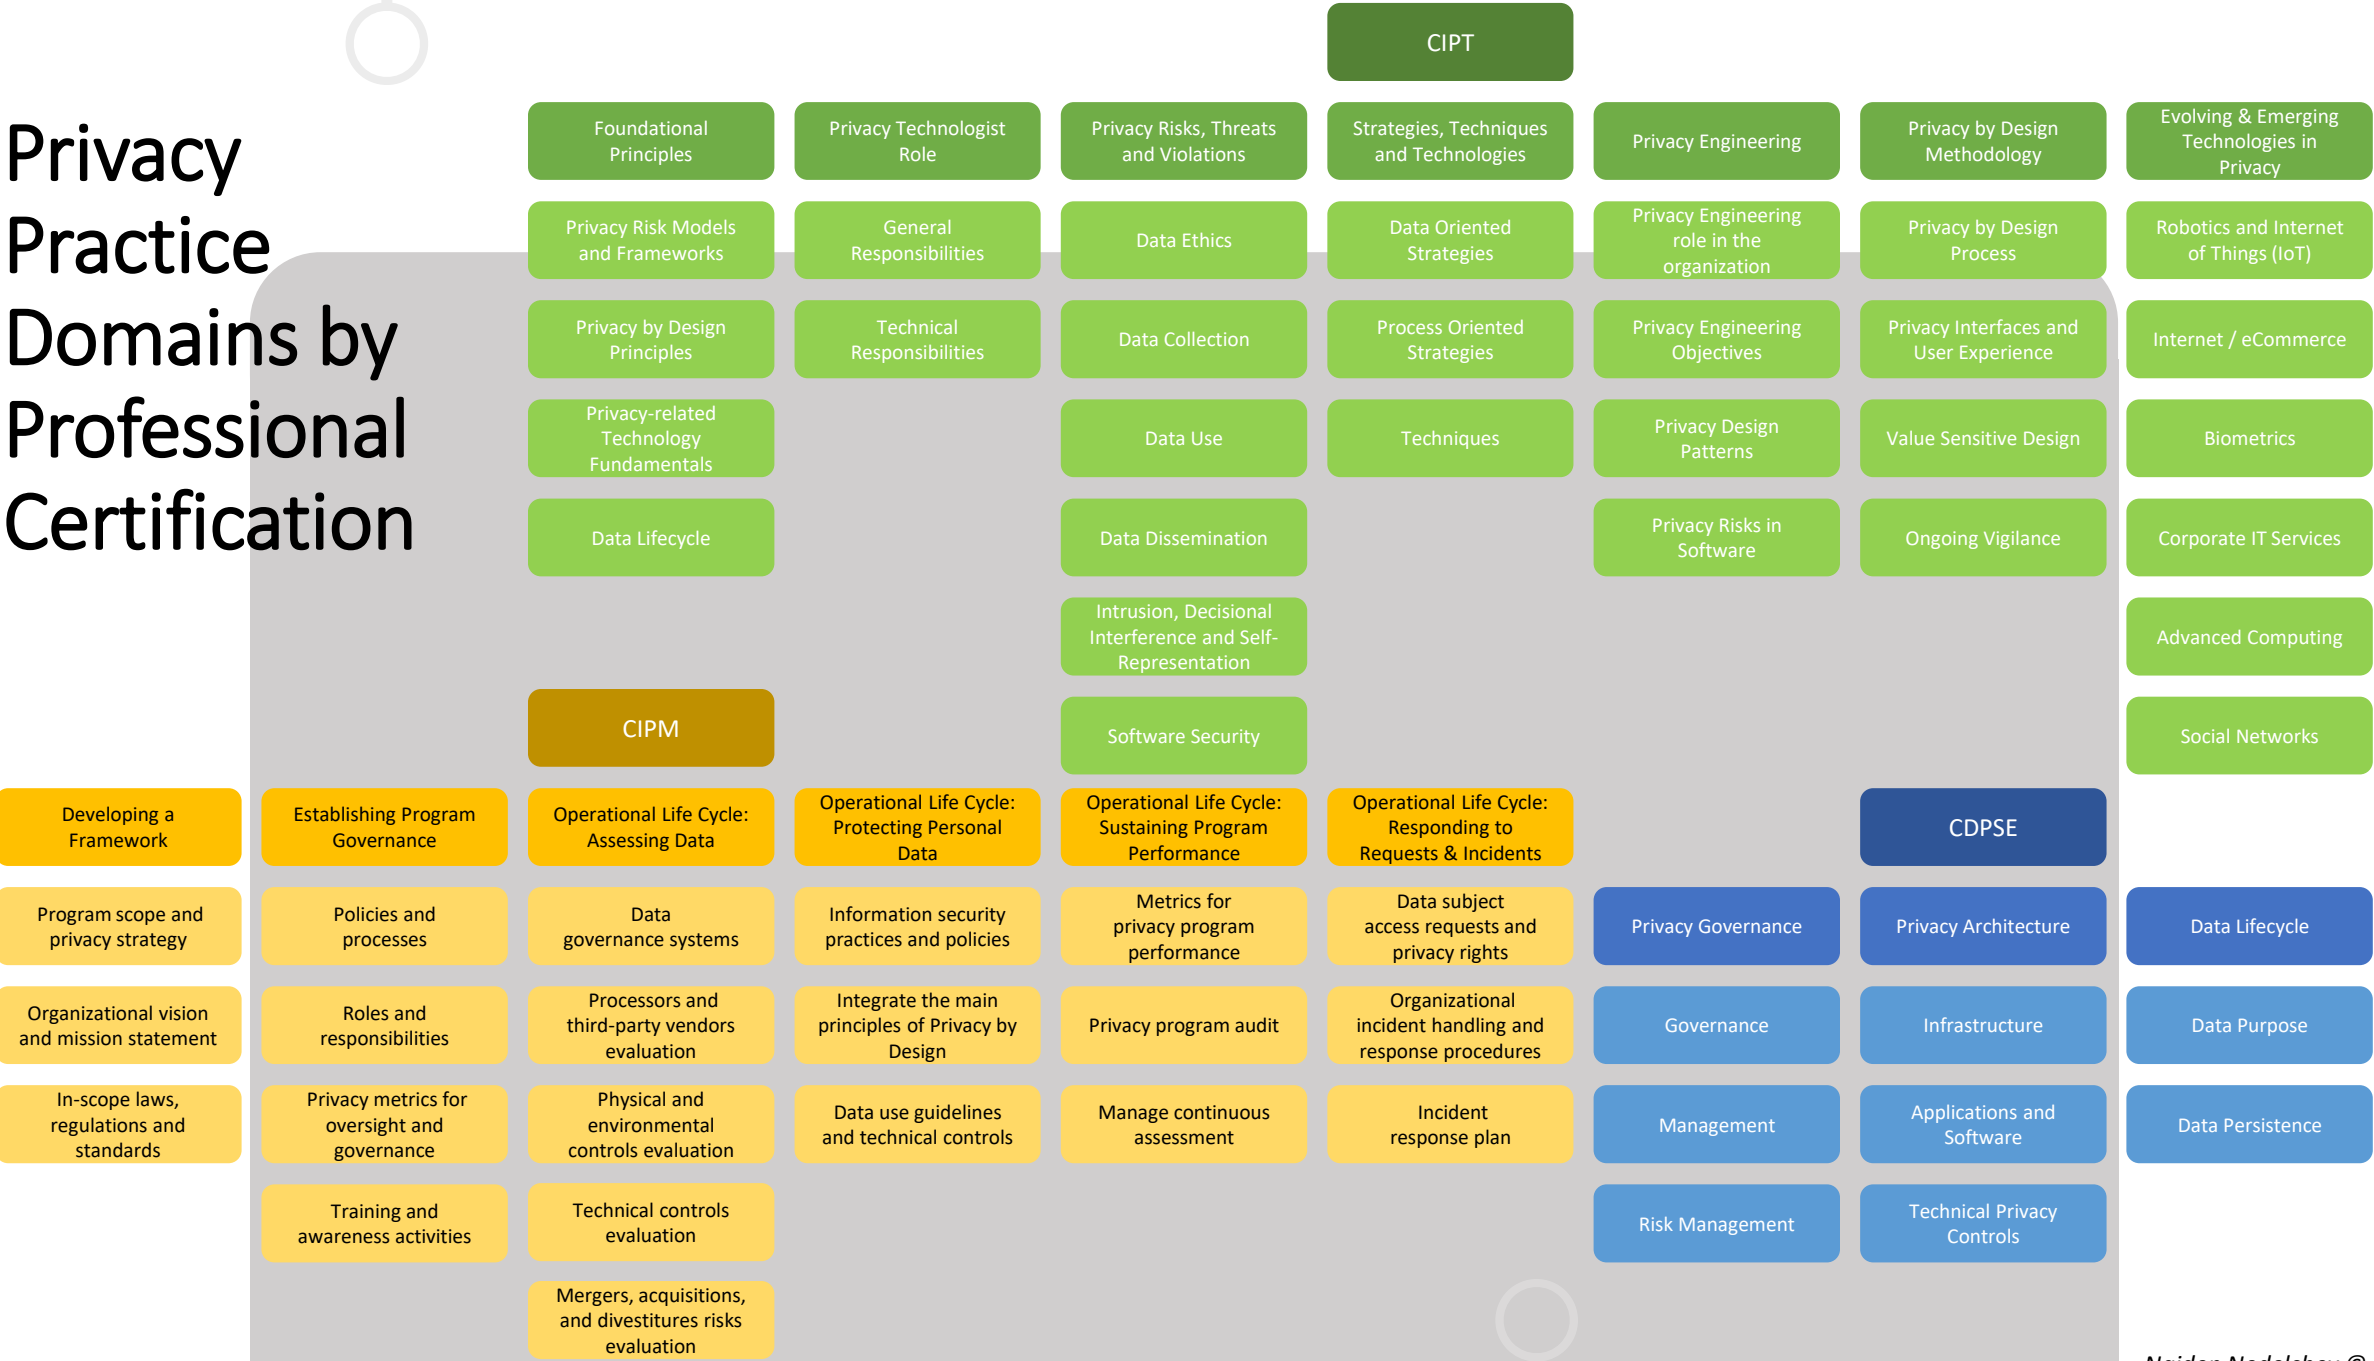 Privacy
Practice
Domains by
Professional
Certification
CIPT
Foundational
Principles
Privacy Risk Models
and Frameworks
Privacy by Design
Principles
Privacy-related
Technology
Fundamentals
Data Lifecycle
Privacy Technologist
Role
General
Responsibilities
Technical
Responsibilities
Privacy Risks, Threats
and Violations
Data Ethics
Data Collection
Data Use
Data Dissemination
Intrusion, Decisional
Interference and Self-
Representation
Software Security
Strategies, Techniques
and Technologies
Data Oriented
Strategies
Process Oriented
Strategies
Techniques
Privacy Engineering
Privacy Engineering
role in the
organization
Privacy Engineering
Objectives
Privacy Design
Patterns
Privacy Risks in
Software
Privacy by Design
Methodology
Privacy by Design
Process
Privacy Interfaces and
User Experience
Value Sensitive Design
Ongoing Vigilance
Evolving & Emerging
Technologies in
Privacy
Robotics and Internet
of Things (IoT)
Internet / eCommerce
Biometrics
Corporate IT Services
Advanced Computing
Social Networks
CIPM
Developing a
Framework
Program scope and
privacy strategy
Organizational vision
and mission statement
In-scope laws,
regulations and
standards
Establishing Program
Governance
Policies and
processes
Roles and
responsibilities
Privacy metrics for
oversight and
governance
Training and
awareness activities
Operational Life Cycle:
Assessing Data
Data
governance systems
Processors and
third-party vendors
evaluation
Physical and
environmental
controls evaluation
Technical controls
evaluation
Mergers, acquisitions,
and divestitures risks
evaluation
Operational Life Cycle:
Protecting Personal
Data
Information security
practices and policies
Integrate the main
principles of Privacy by
Design
Data use guidelines
and technical controls
Operational Life Cycle:
Sustaining Program
Performance
Metrics for
privacy program
performance
Privacy program audit
Manage continuous
assessment
Operational Life Cycle:
Responding to
Requests & Incidents
Data subject
access requests and
privacy rights
Organizational
incident handling and
response procedures
Incident
response plan
CDPSE
Privacy Governance
Governance
Management
Risk Management
Privacy Architecture
Infrastructure
Applications and
Software
Technical Privacy
Controls
Data Lifecycle
Data Purpose
Data Persistence